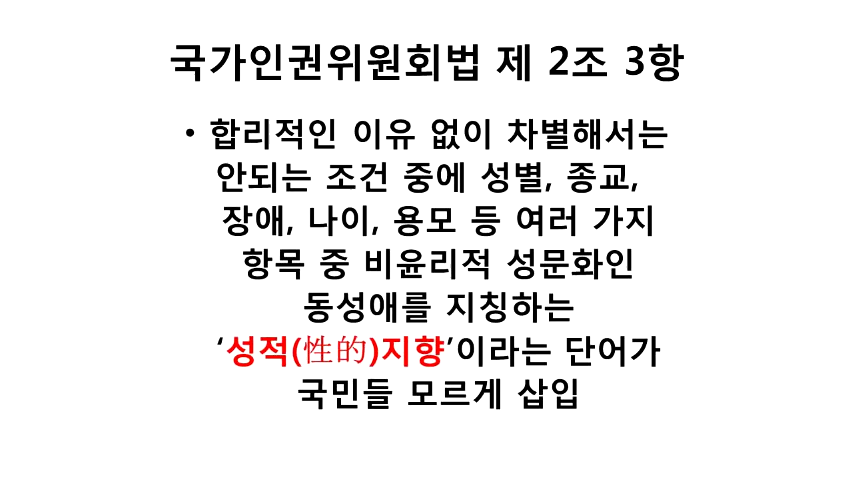 국가인권위원회법 제 2조 3항
• 합리적인 이유 없이 차별해서는
안되는 조건 중에 성별, 종교,
장애, 나이, 용모 등 여러 가지
항목 중 비윤리적 성문화인
동성애를 지칭하는
‘성적(性的)지향’이라는 단어가
국민들 모르게 삽입